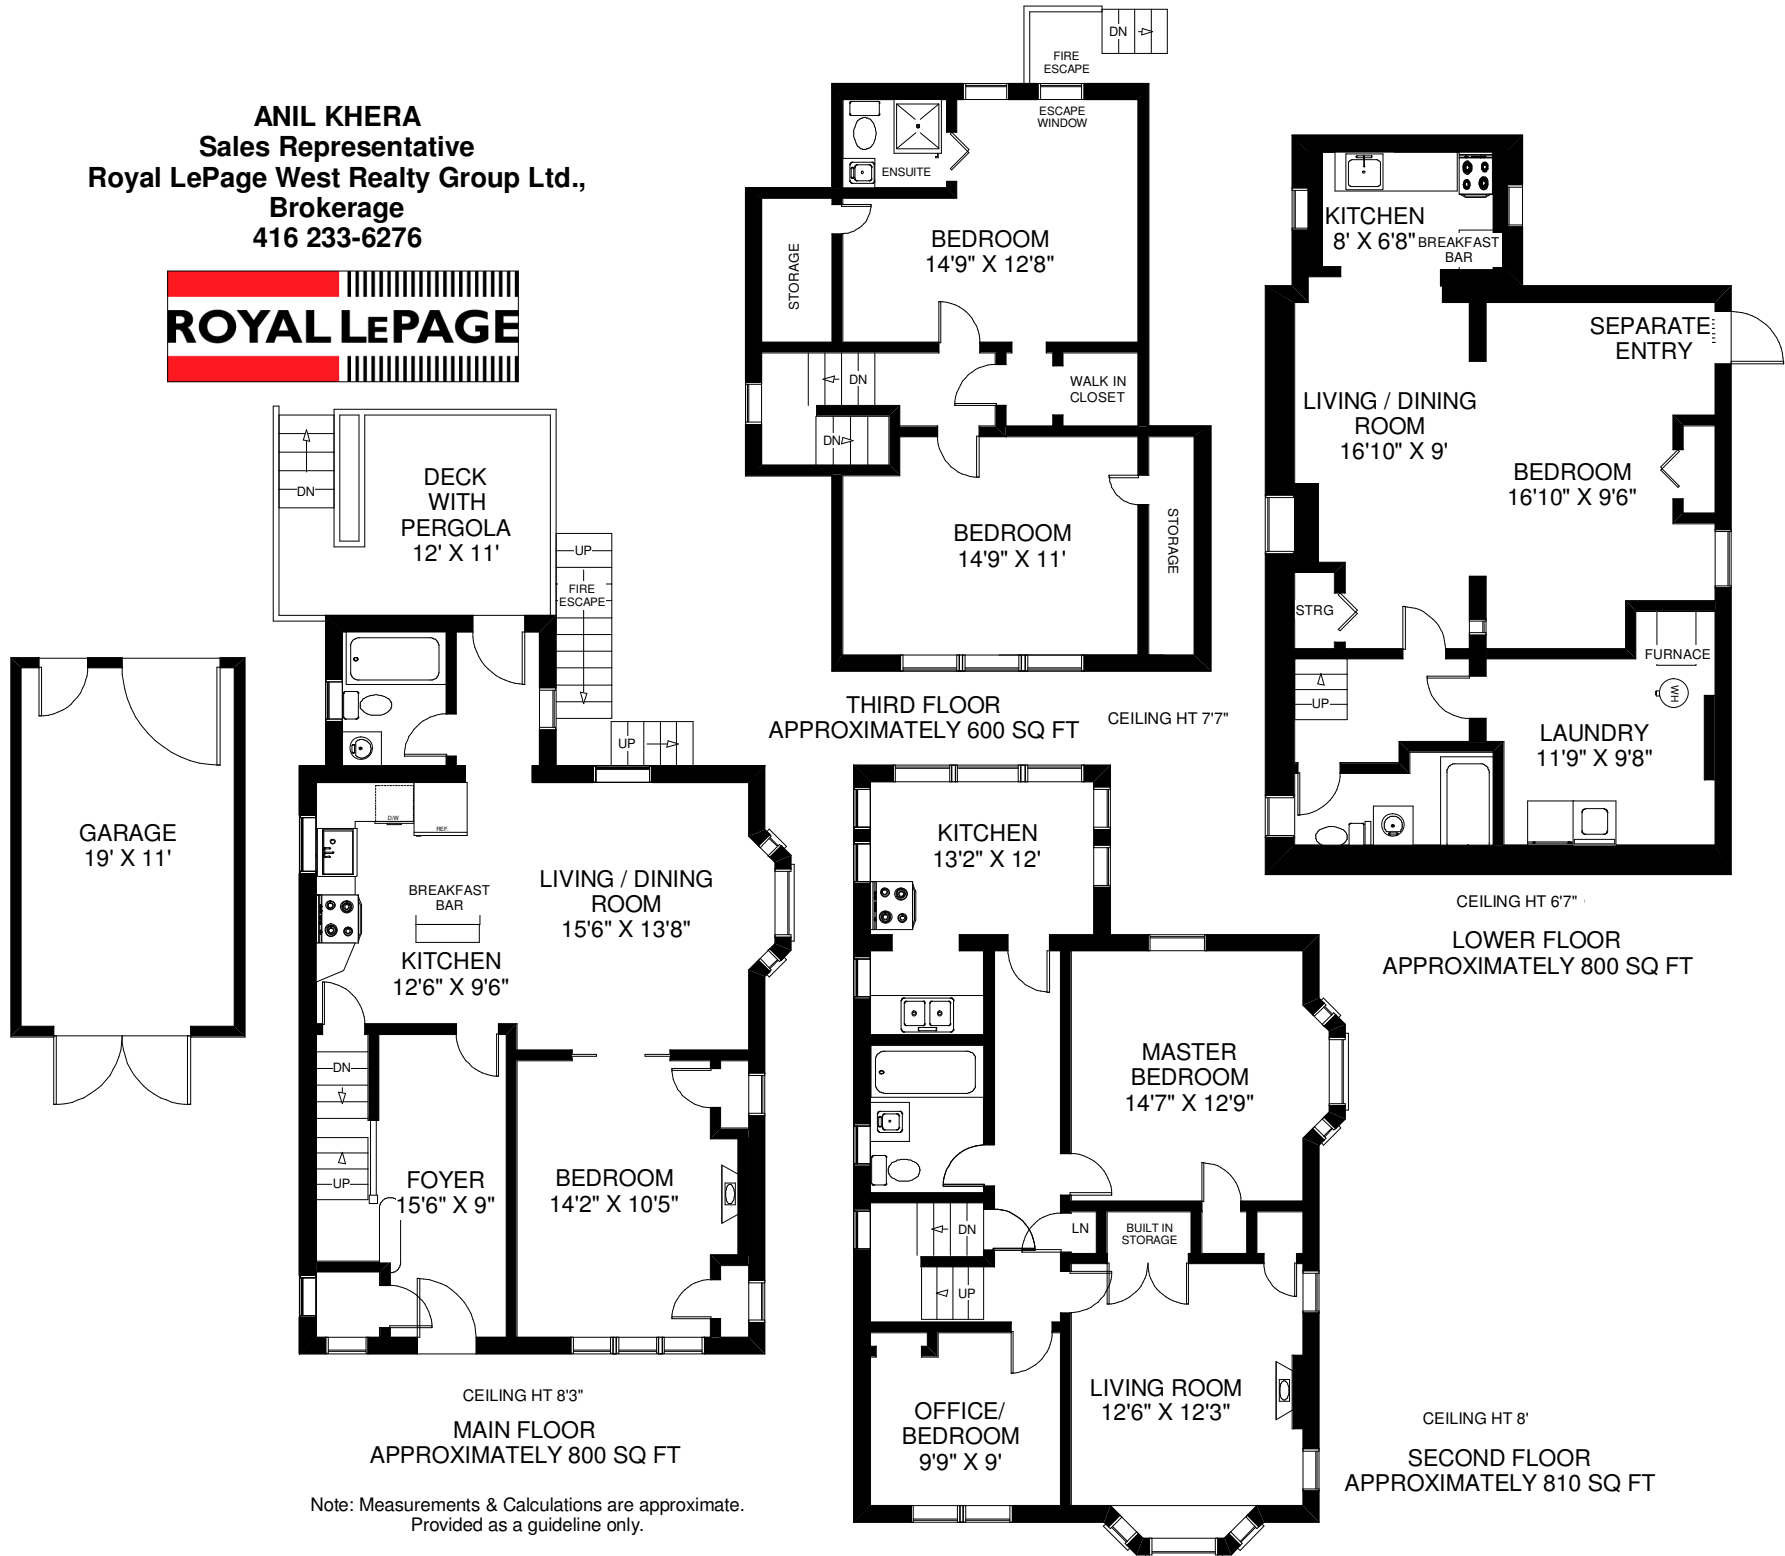 ANIL KHERA
Sales Representative
Royal LePage West Realty Group Ltd.,
Brokerage
416 233-6276
ROYAL LEPAGE
DN
DECK
WITH
PERGOLA
12' X 11'
UP
FIRE
ESCAPE
UP
GARAGE
19' X 11'
D/W
REF.
BREAKFAST
BAR
KITCHEN
12'6" X 9'6"
LIVING / DINING
ROOM
15'6" X 13'8"
DN
UP
FOYER
15'6" X 9"
BEDROOM
14'2" X 10'5"
CEILING HT 8'3"
MAIN FLOOR
APPROXIMATELY 800 SQ FT
Note: Measurements & Calculations are approximate.
Provided as a guideline only.
DN
FIRE
ESCAPE
ESCAPE
WINDOW
ENSUITE
STORAGE
BEDROOM
14'9" X 12'8"
DN
DN
WALK IN
CLOSET
BEDROOM
14'9" X 11'
STORAGE
THIRD FLOOR
APPROXIMATELY 600 SQ FT
CEILING HT 7'7"
KITCHEN
13'2" X 12'
MASTER
BEDROOM
14'7" X 12'9"
DN
LN
BUILT IN
STORAGE
UP
OFFICE/
BEDROOM
9'9" X 9'
LIVING ROOM
12'6" X 12'3"
CEILING HT 8'
SECOND FLOOR
APPROXIMATELY 810 SQ FT
KITCHEN
8' X 6'8"
BREAKFAST
BAR
SEPARATE
ENTRY
LIVING / DINING
ROOM
16'10" X 9'
BEDROOM
16'10" X 9'6"
STRG
UP
FURNACE
WH
LAUNDRY
11'9" X 9'8"
CEILING HT 6'7"
LOWER FLOOR
APPROXIMATELY 800 SQ FT